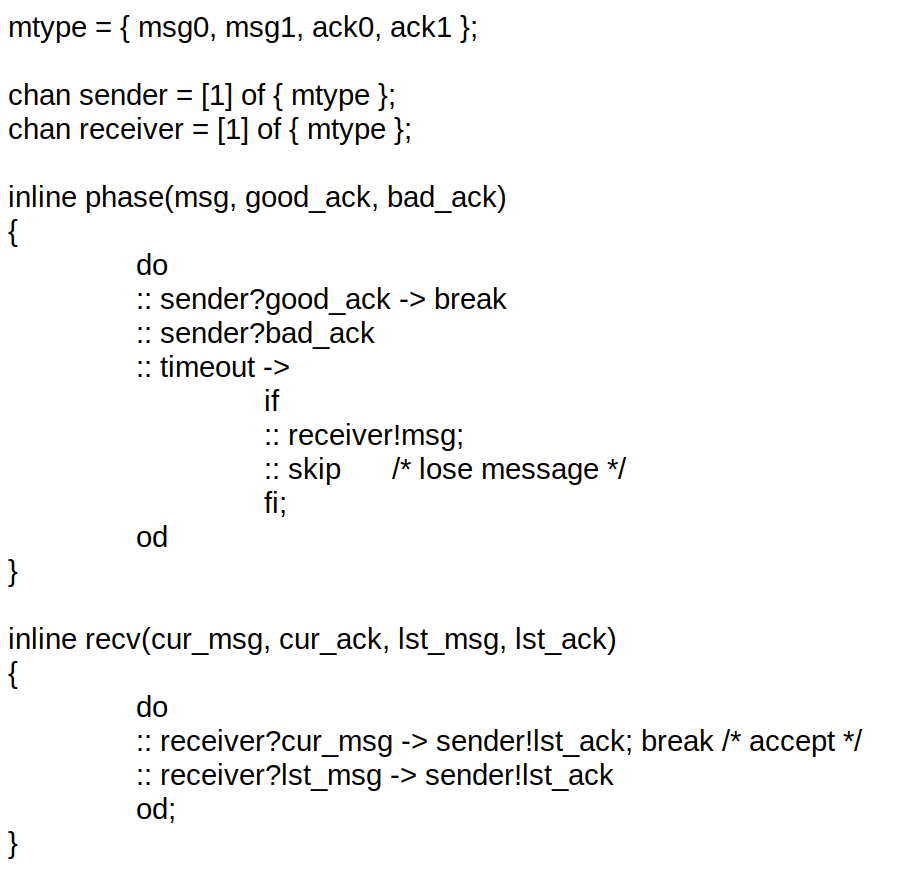 mtype = { msg0, msg1, ack0, ack1 };
chan sender = [1] of { mtype };
chan receiver = [1] of { mtype };
inline phase(msg, good_ack, bad_ack)
{
do
:: sender?good_ack -> break
:: sender?bad_ack
:: timeout ->
if
:: receiver!msg;
:: skip /* lose message */
fi;
od
}
inline recv(cur_msg, cur_ack, lst_msg, lst_ack)
{
do
:: receiver?cur_msg -> sender!lst_ack; break /* accept */
:: receiver?lst_msg -> sender!lst_ack
od;
}